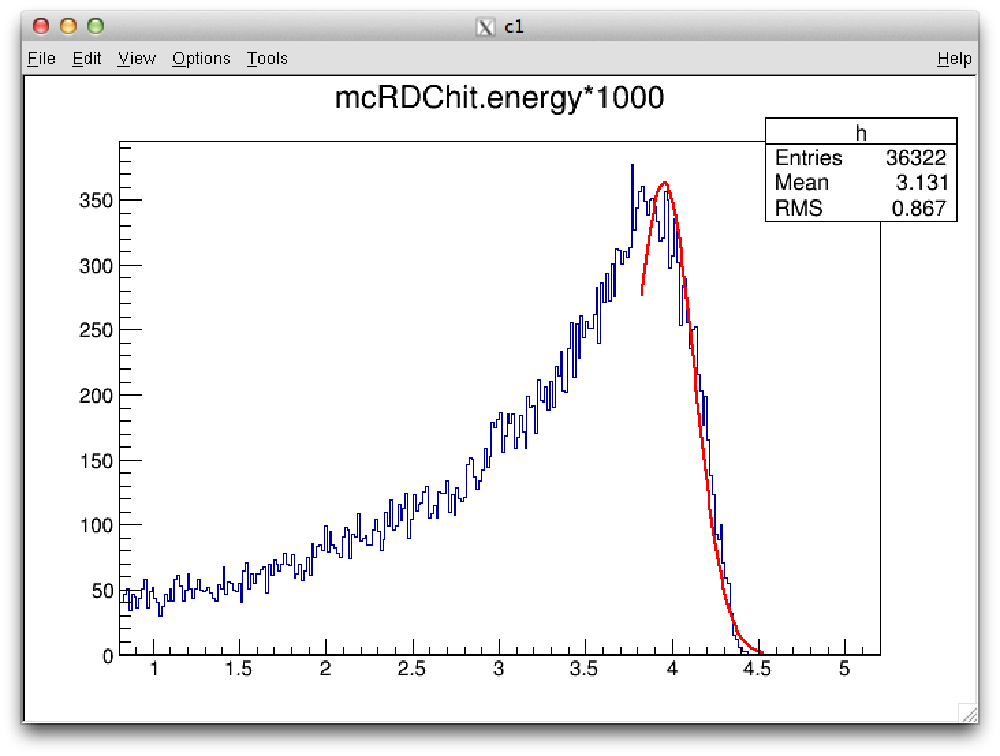 c1
File Edit View Options Tools Help
mcRDChit.energy*1000
h
Entries 36322
Mean 3.131
RMS 0.867
350
300
250
200
150
100
50
0
1 1.5 2 2.5 3 3.5 4 4.5 5